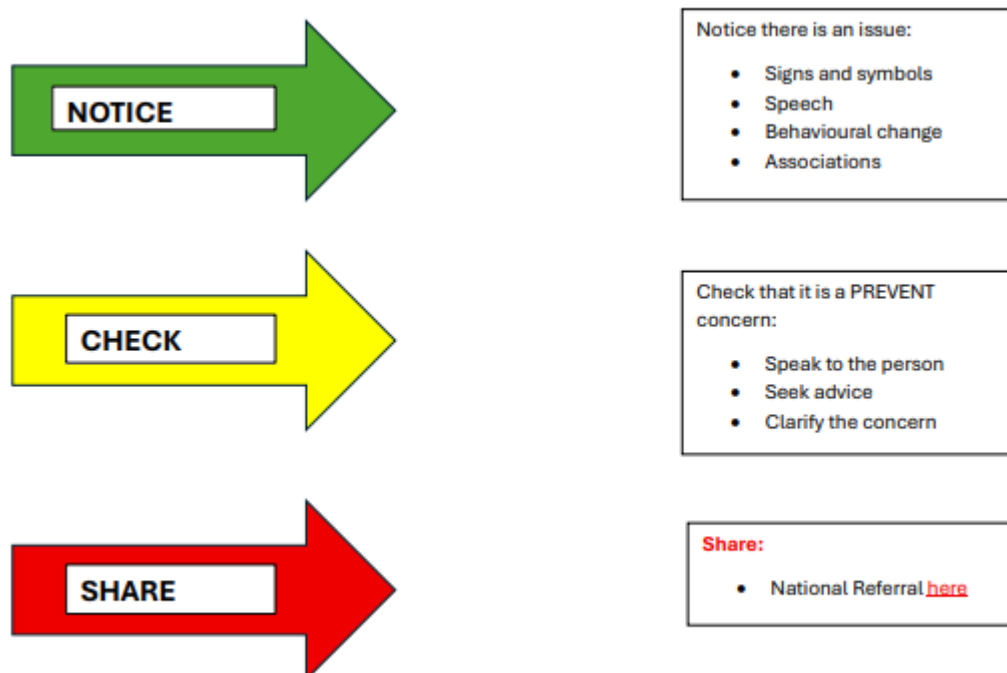 NOTICE
Notice there is an issue:
• Signs and symbols
• Speech
• Behavioural change
• Associations
CHECK
Check that it is a PREVENT
concern:
• Speak to the person
• Seek advice
• Clarify the concern
SHARE
Share:
• National Referral here